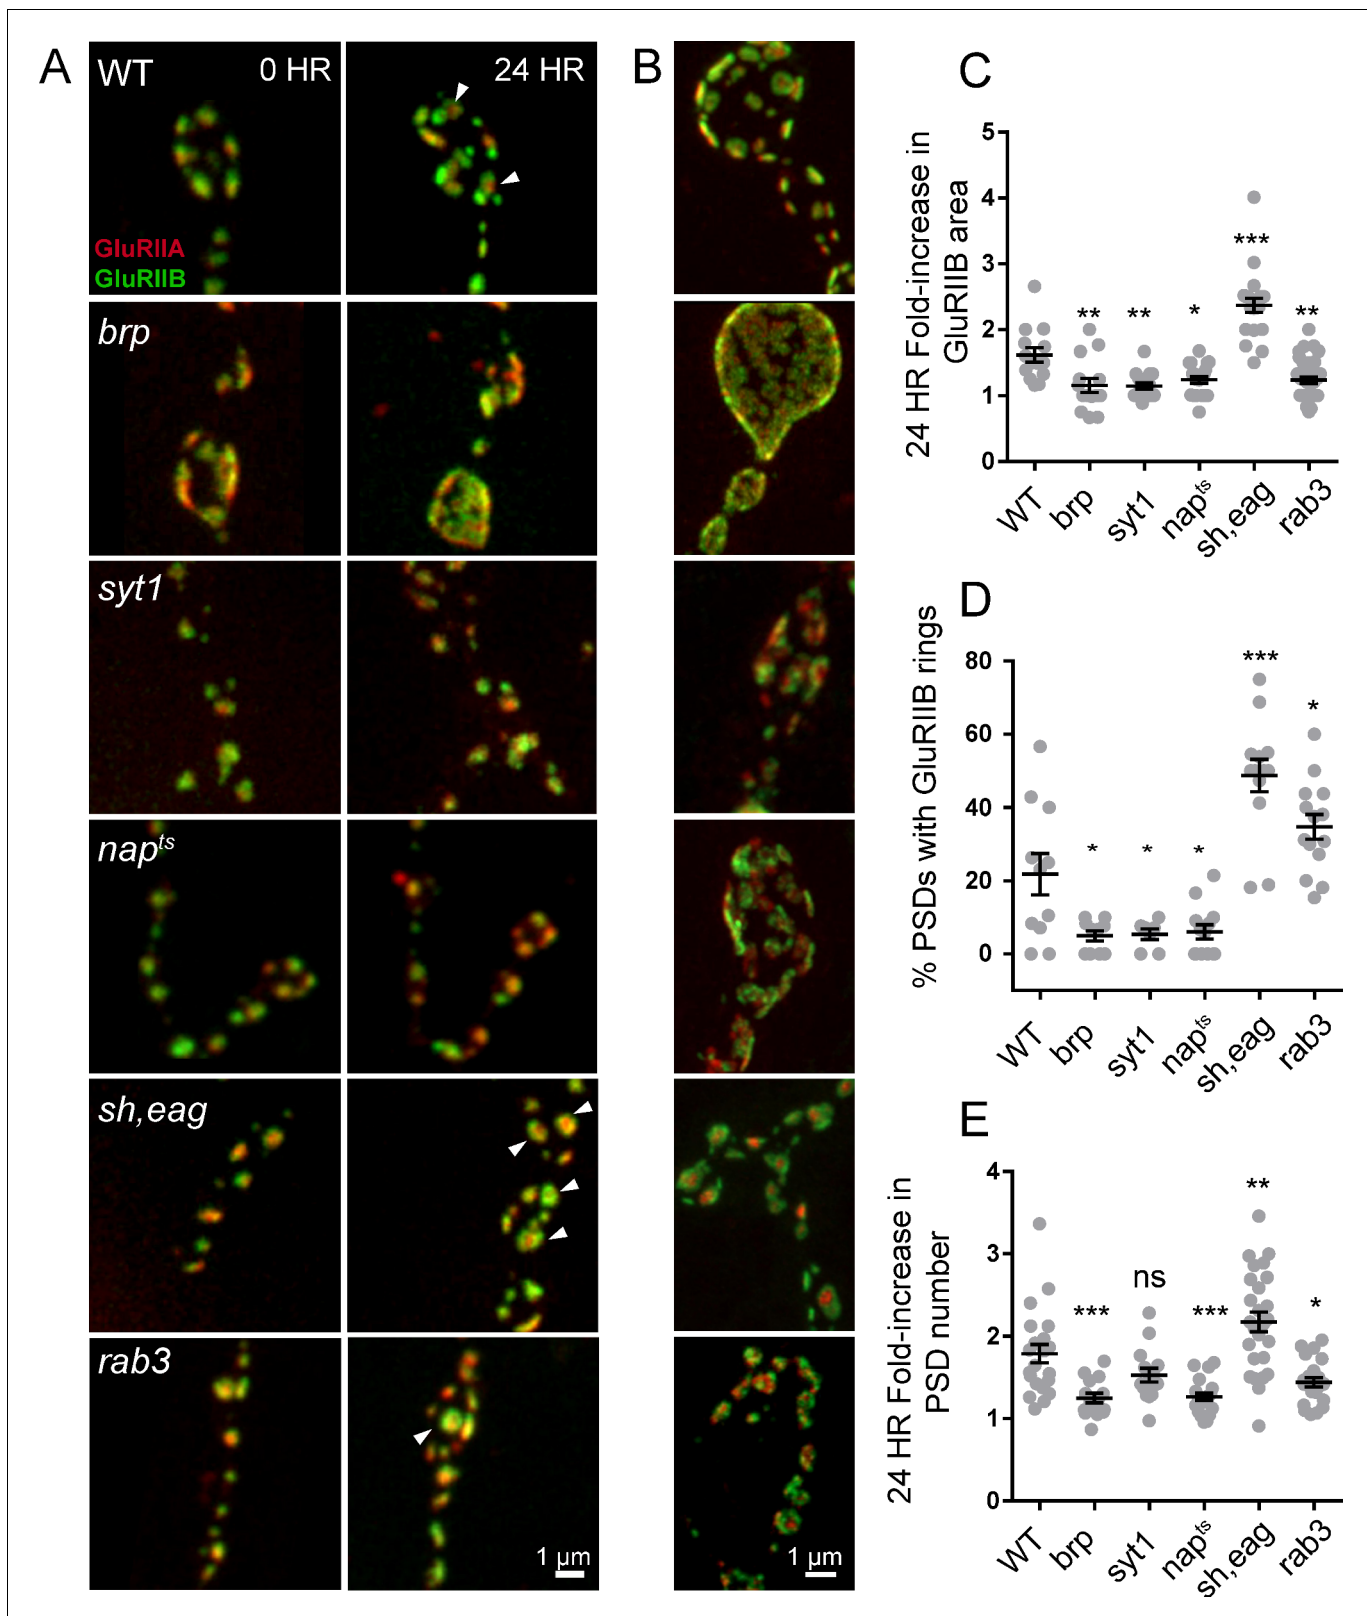 A
WT
0 HR
24 HR
GluRIIA
GluRIIB
brp
syt1
nap^ts
sh,eag
rab3
1 µm
B
1 µm
C
24 HR Fold-increase in
GluRIIB area
5
4
3
2
1
0
**
**
*
***
**
WT
brp
syt1
nap^ts
sh,eag
rab3
D
% PSDs with GluRIIB rings
80
60
40
20
0
*
*
*
***
*
WT
brp
syt1
nap^ts
sh,eag
rab3
E
24 HR Fold-increase in
PSD number
4
3
2
1
0
***
ns
***
**
*
WT
brp
syt1
nap^ts
sh,eag
rab3